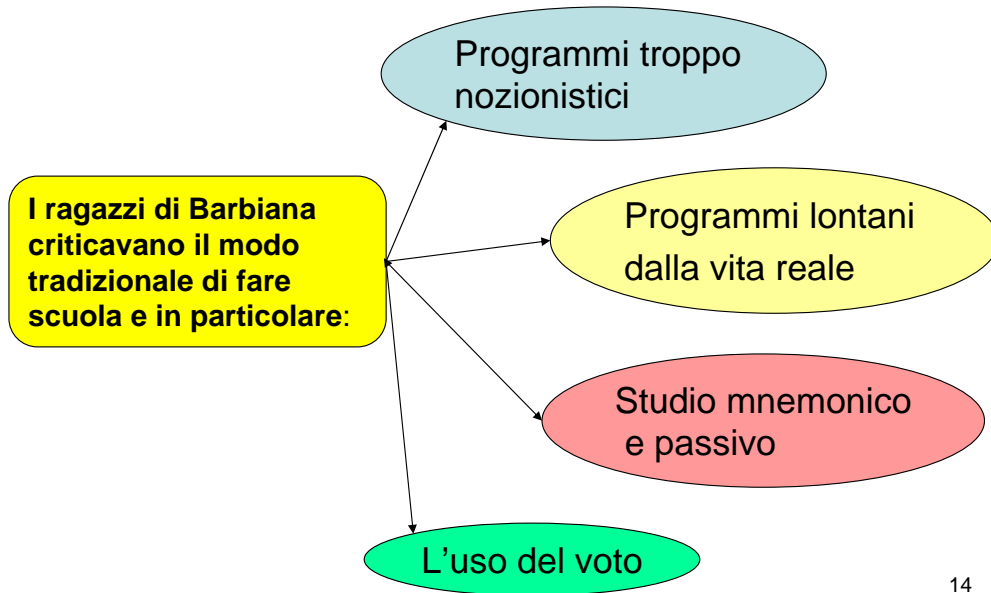 Programmi troppo
nozionistici
I ragazzi di Barbiana
criticavano il modo
tradizionale di fare
scuola e in particolare:
Programmi lontani
dalla vita reale
Studio mnemonico
e passivo
L'uso del voto
14